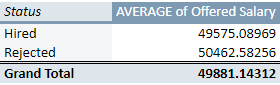 Status AVERAGE of Offered Salary
Hired 49575.08969
Rejected 50462.58256
Grand Total 49881.14312